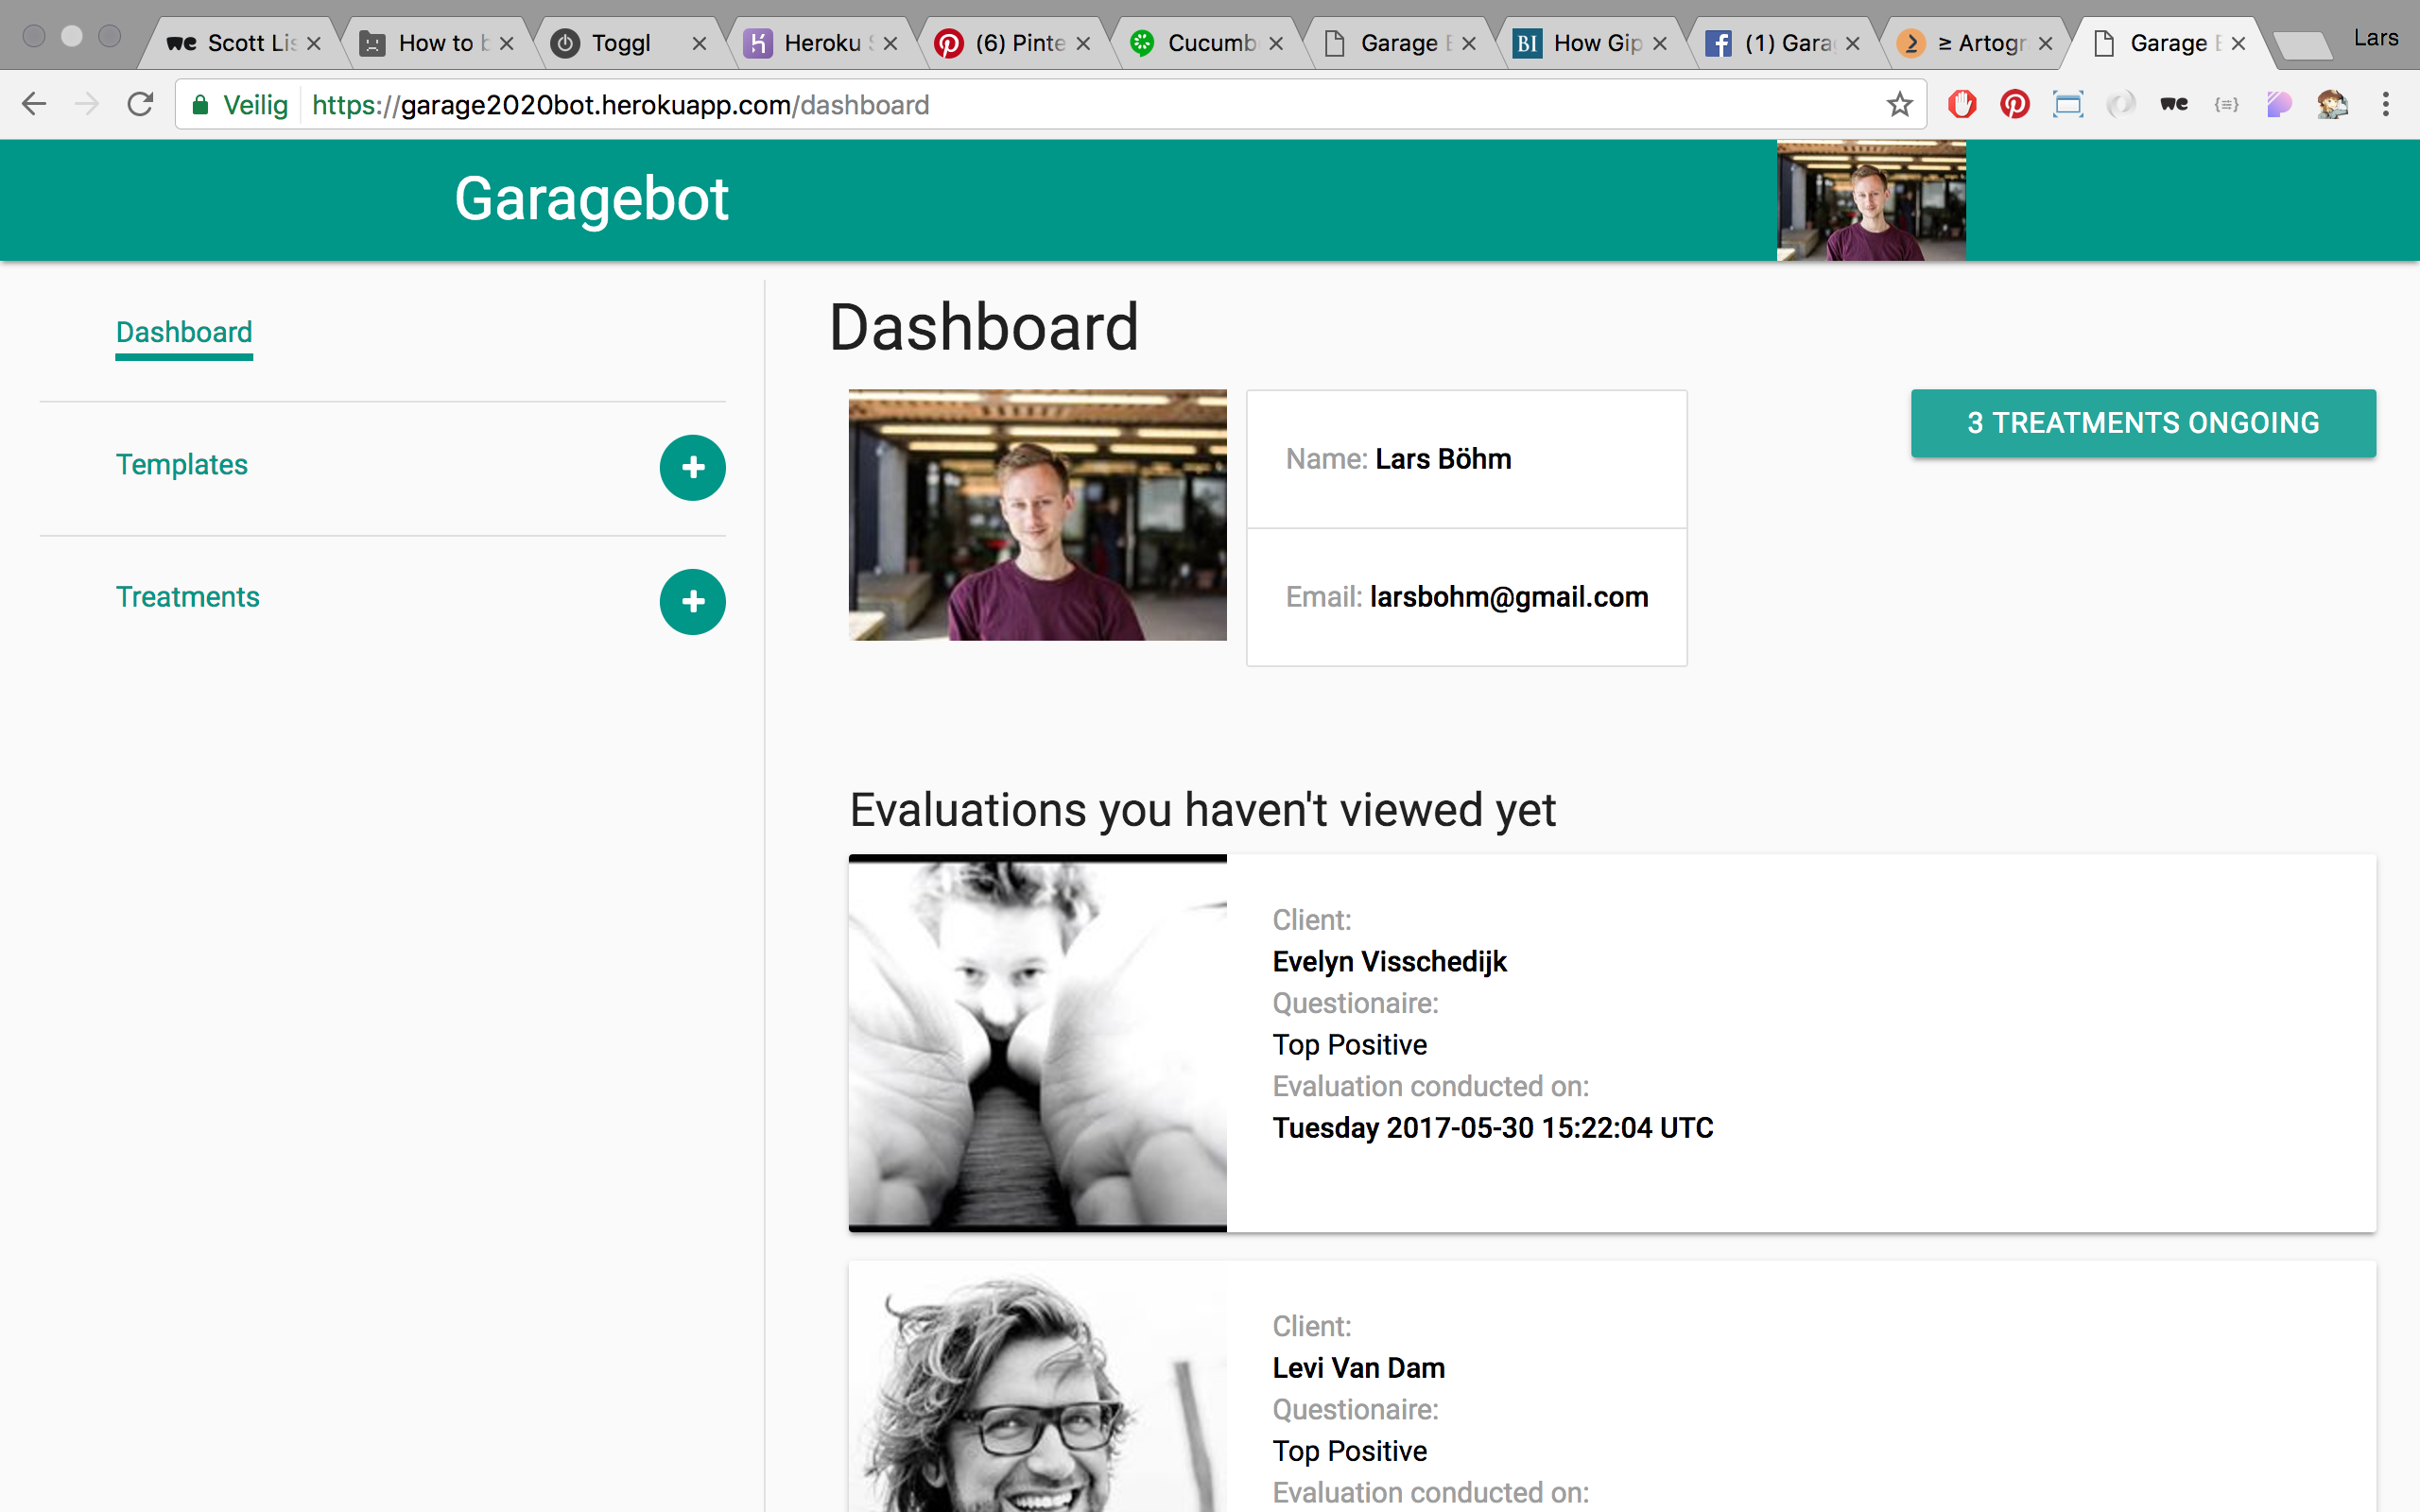 Scott Lis
How to b
Toggl
Heroku S
(6) Pinte
Cucumb
Garage B
BI How Gip
(1) Gara
≥ Artogr
Garage B
Lars
Veilig https://garage2020bot.herokuapp.com/dashboard
Garagebot
Dashboard
Templates
Treatments
Dashboard
Name: Lars Böhm
Email: larsbohm@gmail.com
3 TREATMENTS ONGOING
Evaluations you haven't viewed yet
Client:
Evelyn Visschedijk
Questionaire:
Top Positive
Evaluation conducted on:
Tuesday 2017-05-30 15:22:04 UTC
Client:
Levi Van Dam
Questionaire:
Top Positive
Evaluation conducted on: